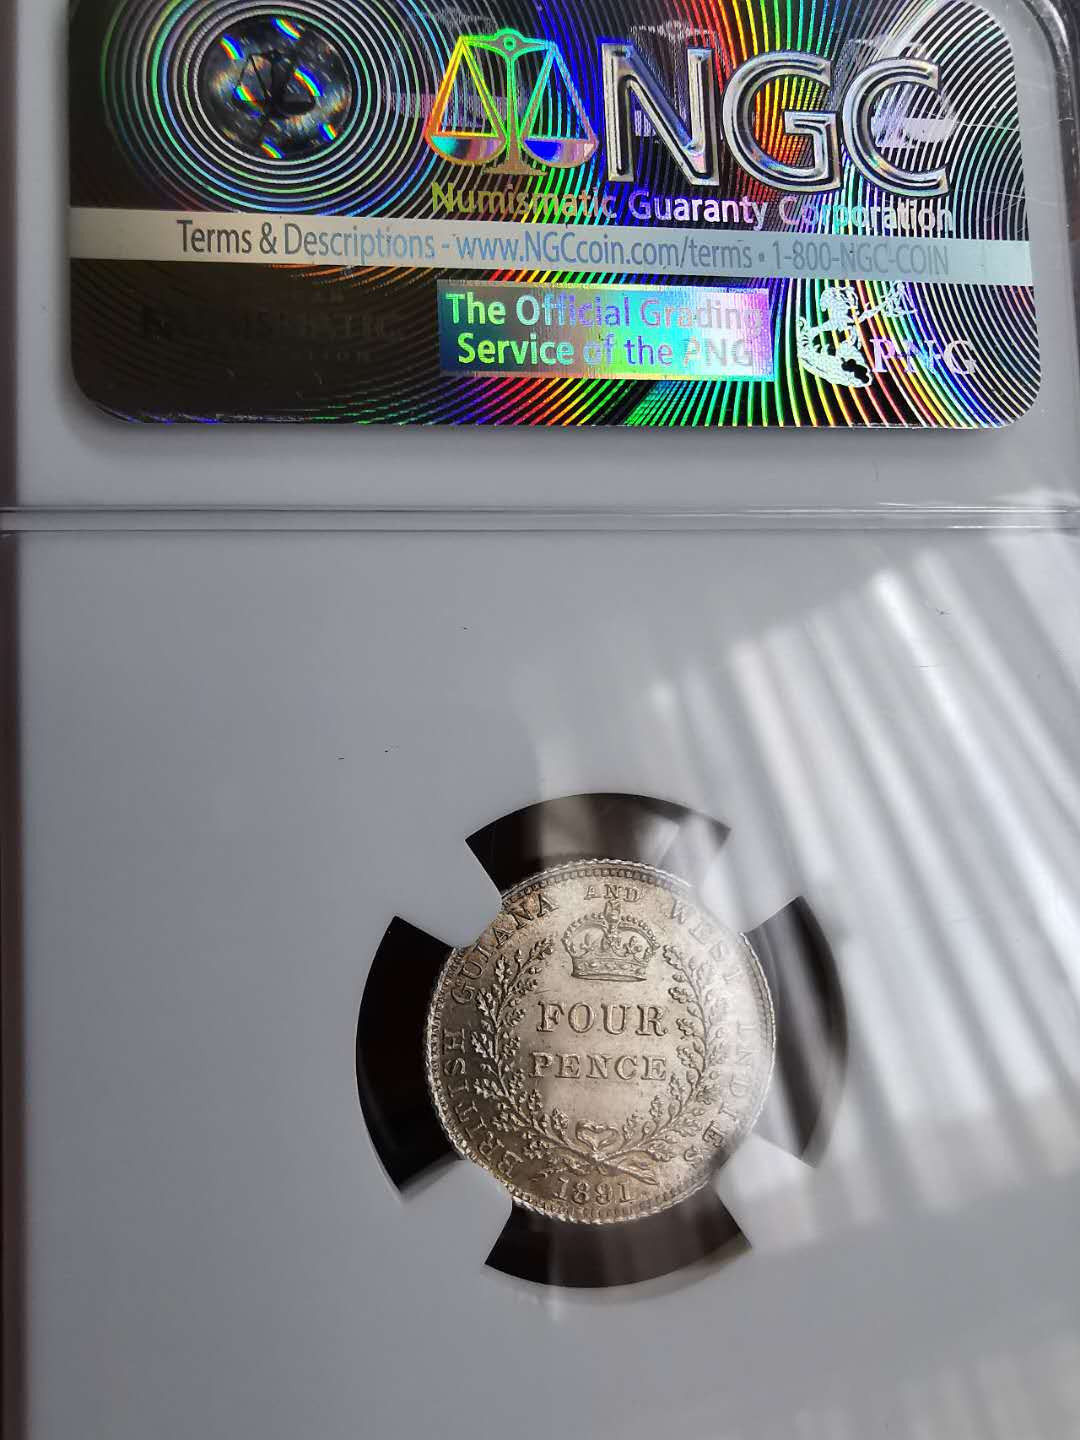 NGC
Numismatic Guaranty Corporation
Terms & Descriptions - www.NGCcoin.com/terms • 1-800-NGC-COIN
The Official Grading
Service of the PNG
PNG
BRITISH GUIANA AND WEST INDIES
FOUR
PENCE
1891